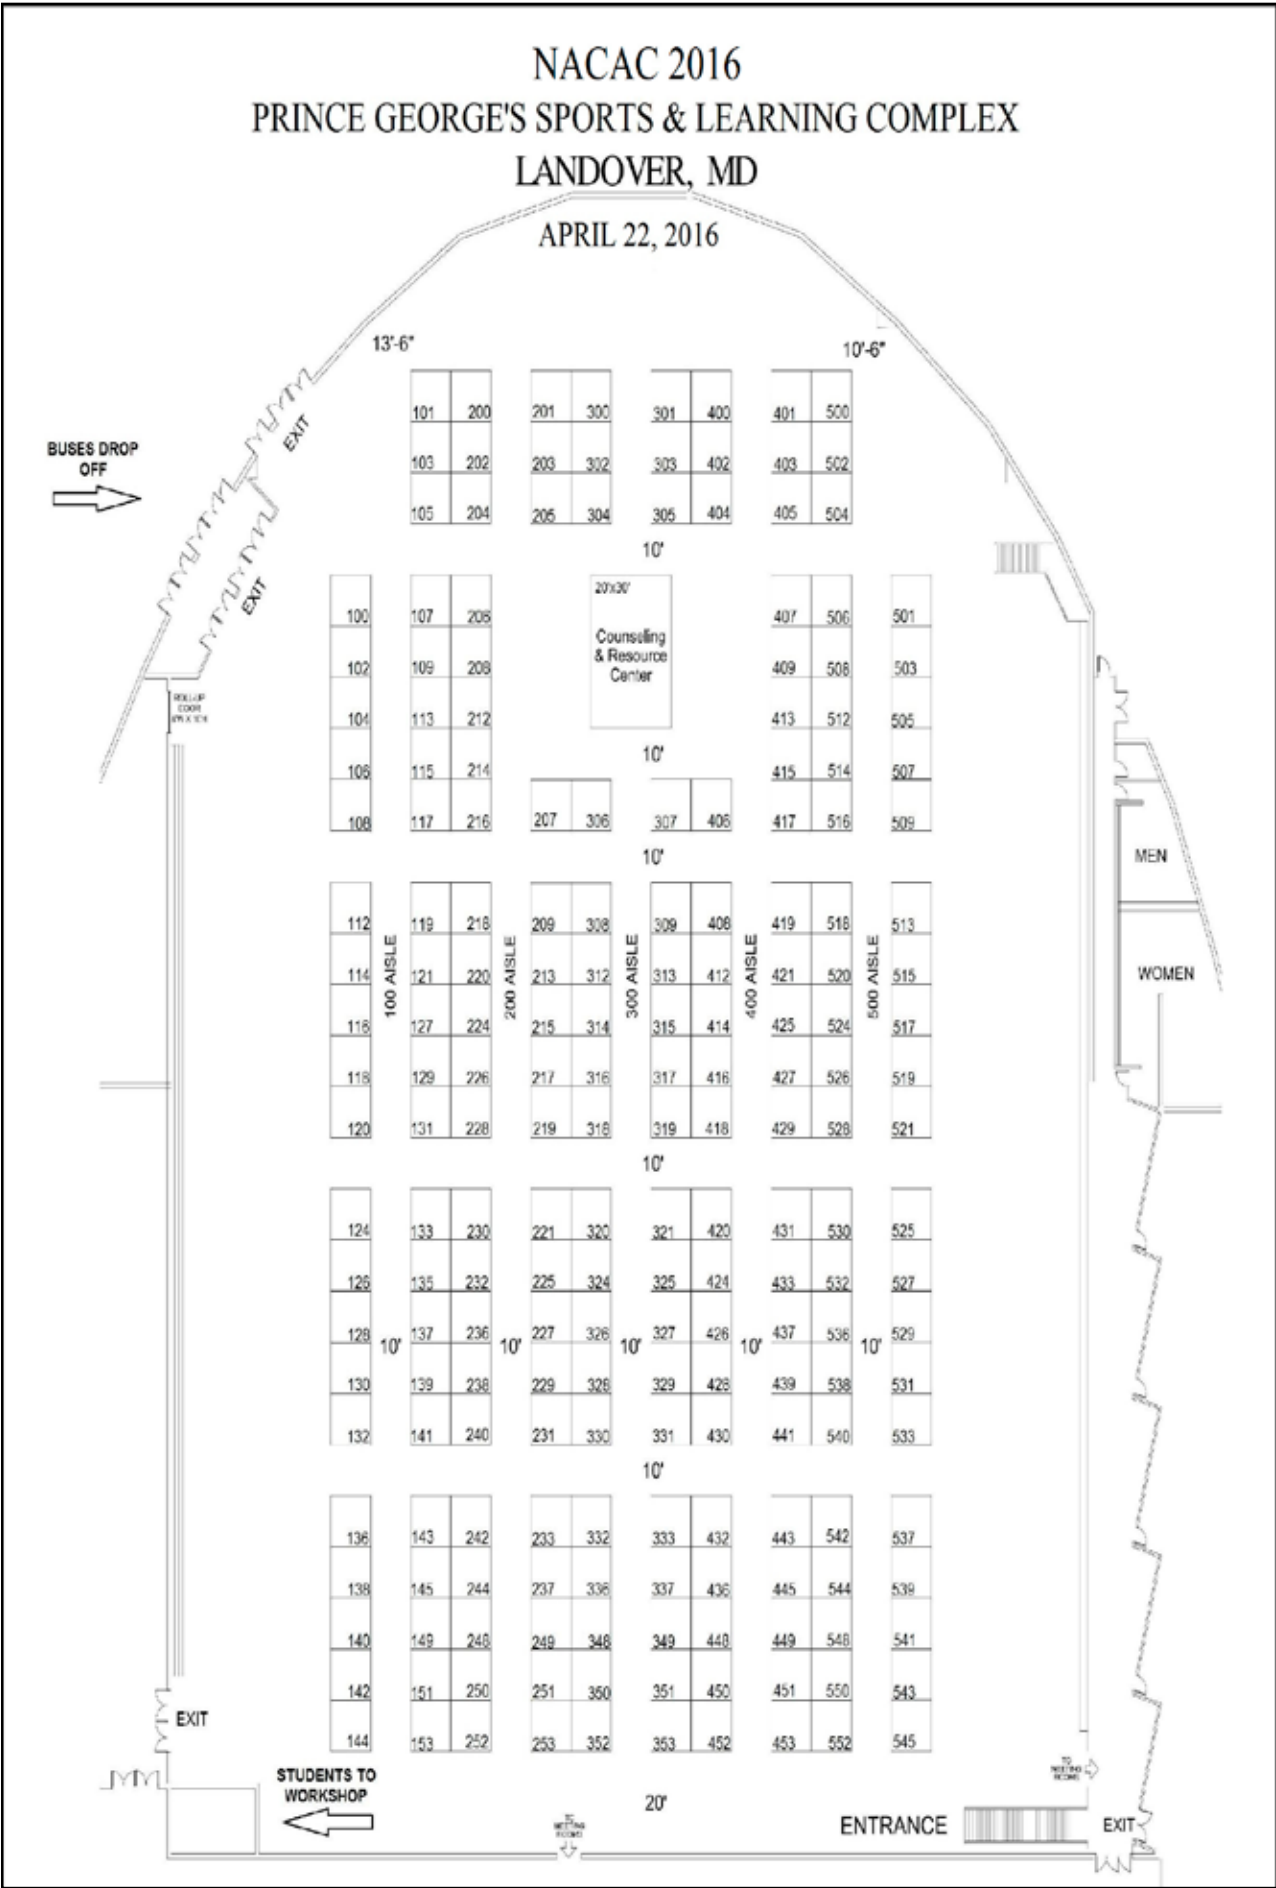 NACAC 2016
PRINCE GEORGE'S SPORTS & LEARNING COMPLEX
LANDOVER, MD
APRIL 22, 2016
13'-6"
10'-6"
101 200 201 300 301 400 401 500
EXIT
BUSES DROP
OFF
103 202 203 302 303 402 403 502
105 204 205 304 305 404 405 504
10'
20'x30'
EXIT
100 107 206 407 506 501
Counseling
& Resource
Center
102 109 208 409 508 503
ROLL-UP
DOOR
104 113 212 413 512 505
10'
106 115 214 415 514 507
108 117 216 207 306 307 406 417 516 509
10'
MEN
112 119 218 209 308 309 408 419 518 513
100 AISLE 200 AISLE 300 AISLE 400 AISLE 500 AISLE
114 121 220 213 312 313 412 421 520 515
WOMEN
116 127 224 215 314 315 414 425 524 517
118 129 226 217 316 317 416 427 526 519
120 131 228 219 318 319 418 429 528 521
10'
124 133 230 221 320 321 420 431 530 525
126 135 232 225 324 325 424 433 532 527
128 137 236 227 326 327 426 437 536 529
10' 10' 10' 10' 10'
130 139 238 229 328 329 428 439 538 531
132 141 240 231 330 331 430 441 540 533
10'
136 143 242 233 332 333 432 443 542 537
138 145 244 237 336 337 436 445 544 539
140 149 248 249 348 349 448 449 548 541
142 151 250 251 350 351 450 451 550 543
EXIT
144 153 252 253 352 353 452 453 552 545
TO
MEETING
ROOMS
STUDENTS TO
WORKSHOP
20'
TO
MEETING
ROOMS
ENTRANCE
EXIT